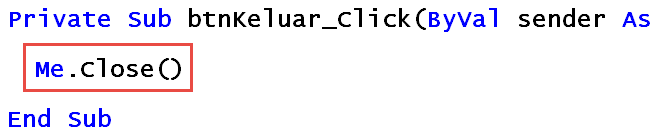 Private Sub btnKeluar_Click(ByVal sender As
Me.Close()
End Sub